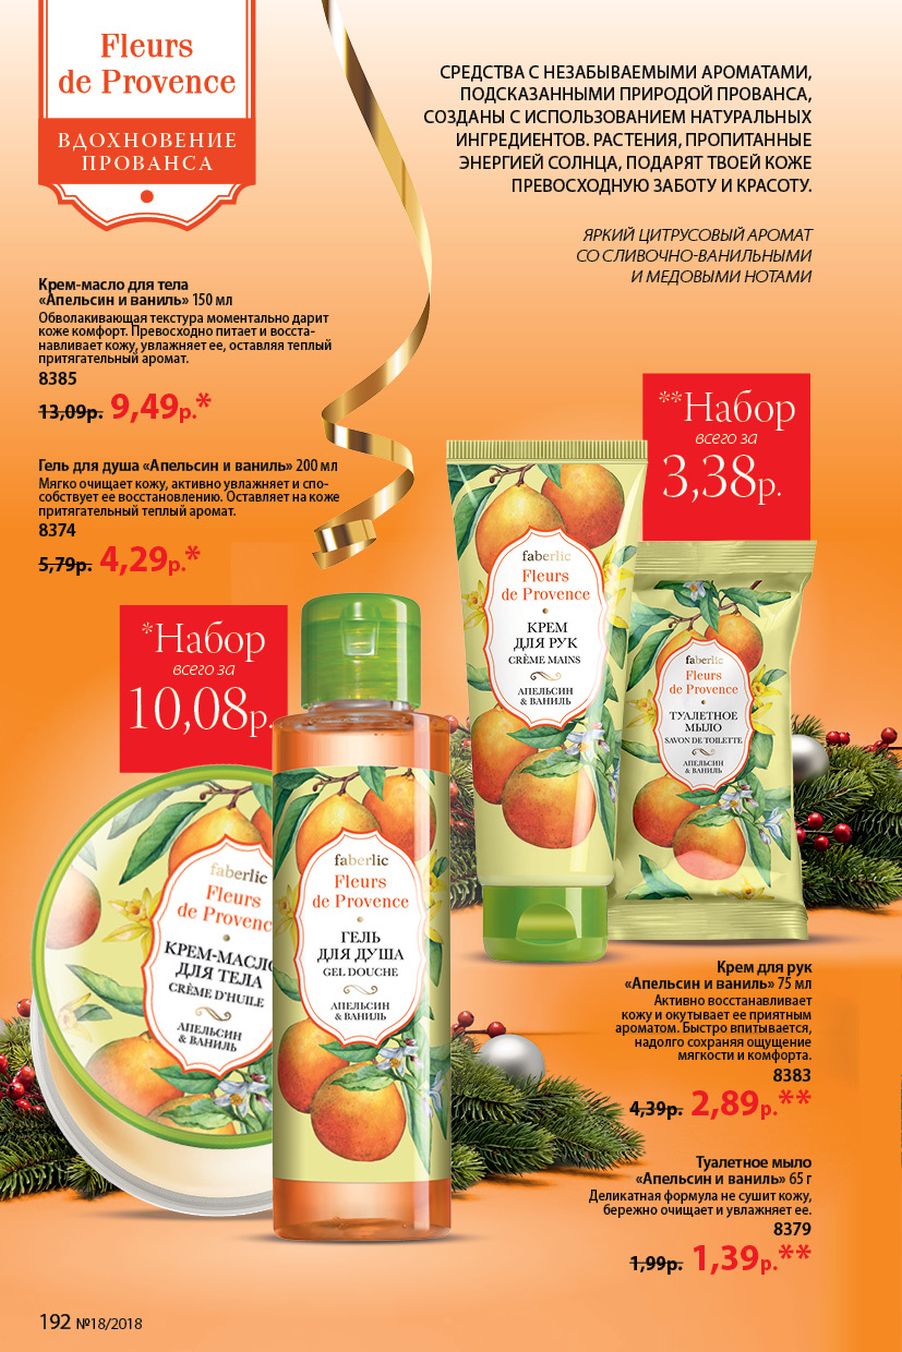 Fleurs
de Provence
ВДОХНОВЕНИЕ
ПРОВАНСА
СРЕДСТВА С НЕЗАБЫВАЕМЫМИ АРОМАТАМИ,
ПОДСКАЗАННЫМИ ПРИРОДОЙ ПРОВАНСА,
СОЗДАНЫ С ИСПОЛЬЗОВАНИЕМ НАТУРАЛЬНЫХ
ИНГРЕДИЕНТОВ. РАСТЕНИЯ, ПРОПИТАННЫЕ
ЭНЕРГИЕЙ СОЛНЦА, ПОДАРЯТ ТВОЕЙ КОЖЕ
ПРЕВОСХОДНУЮ ЗАБОТУ И КРАСОТУ.
ЯРКИЙ ЦИТРУСОВЫЙ АРОМАТ
СО СЛИВОЧНО-ВАНИЛЬНЫМИ
И МЕДОВЫМИ НОТАМИ
Крем-масло для тела
«Апельсин и ваниль» 150 мл
Обволакивающая текстура моментально дарит
коже комфорт. Превосходно питает и восста-
навливает кожу, увлажняет ее, оставляя теплый
притягательный аромат.
8385
13,09р. 9,49р.*
Гель для душа «Апельсин и ваниль» 200 мл
Мягко очищает кожу, активно увлажняет и спо-
собствует ее восстановлению. Оставляет на коже
притягательный теплый аромат.
8374
5,79р. 4,29р.*
**Набор
всего за
3,38р.
*Набор
всего за
10,08р.
faberlic
Fleurs
de Provence
КРЕМ
ДЛЯ РУК
CRÈME MAINS
АПЕЛЬСИН
& ВАНИЛЬ
faberlic
Fleurs
de Provence
ТУАЛЕТНОЕ
МЫЛО
SAVON DE TOILETTE
АПЕЛЬСИН
& ВАНИЛЬ
faberlic
Fleurs
de Provence
КРЕМ-МАСЛО
ДЛЯ ТЕЛА
CRÈME D'HUILE
АПЕЛЬСИН
& ВАНИЛЬ
faberlic
Fleurs
de Provence
ГЕЛЬ
ДЛЯ ДУША
GEL DOUCHE
АПЕЛЬСИН
& ВАНИЛЬ
Крем для рук
«Апельсин и ваниль» 75 мл
Активно восстанавливает
кожу и окутывает ее приятным
ароматом. Быстро впитывается,
надолго сохраняя ощущение
мягкости и комфорта.
8383
4,39р. 2,89р.**
Туалетное мыло
«Апельсин и ваниль» 65 г
Деликатная формула не сушит кожу,
бережно очищает и увлажняет ее.
8379
1,99р. 1,39р.**
192 №18/2018